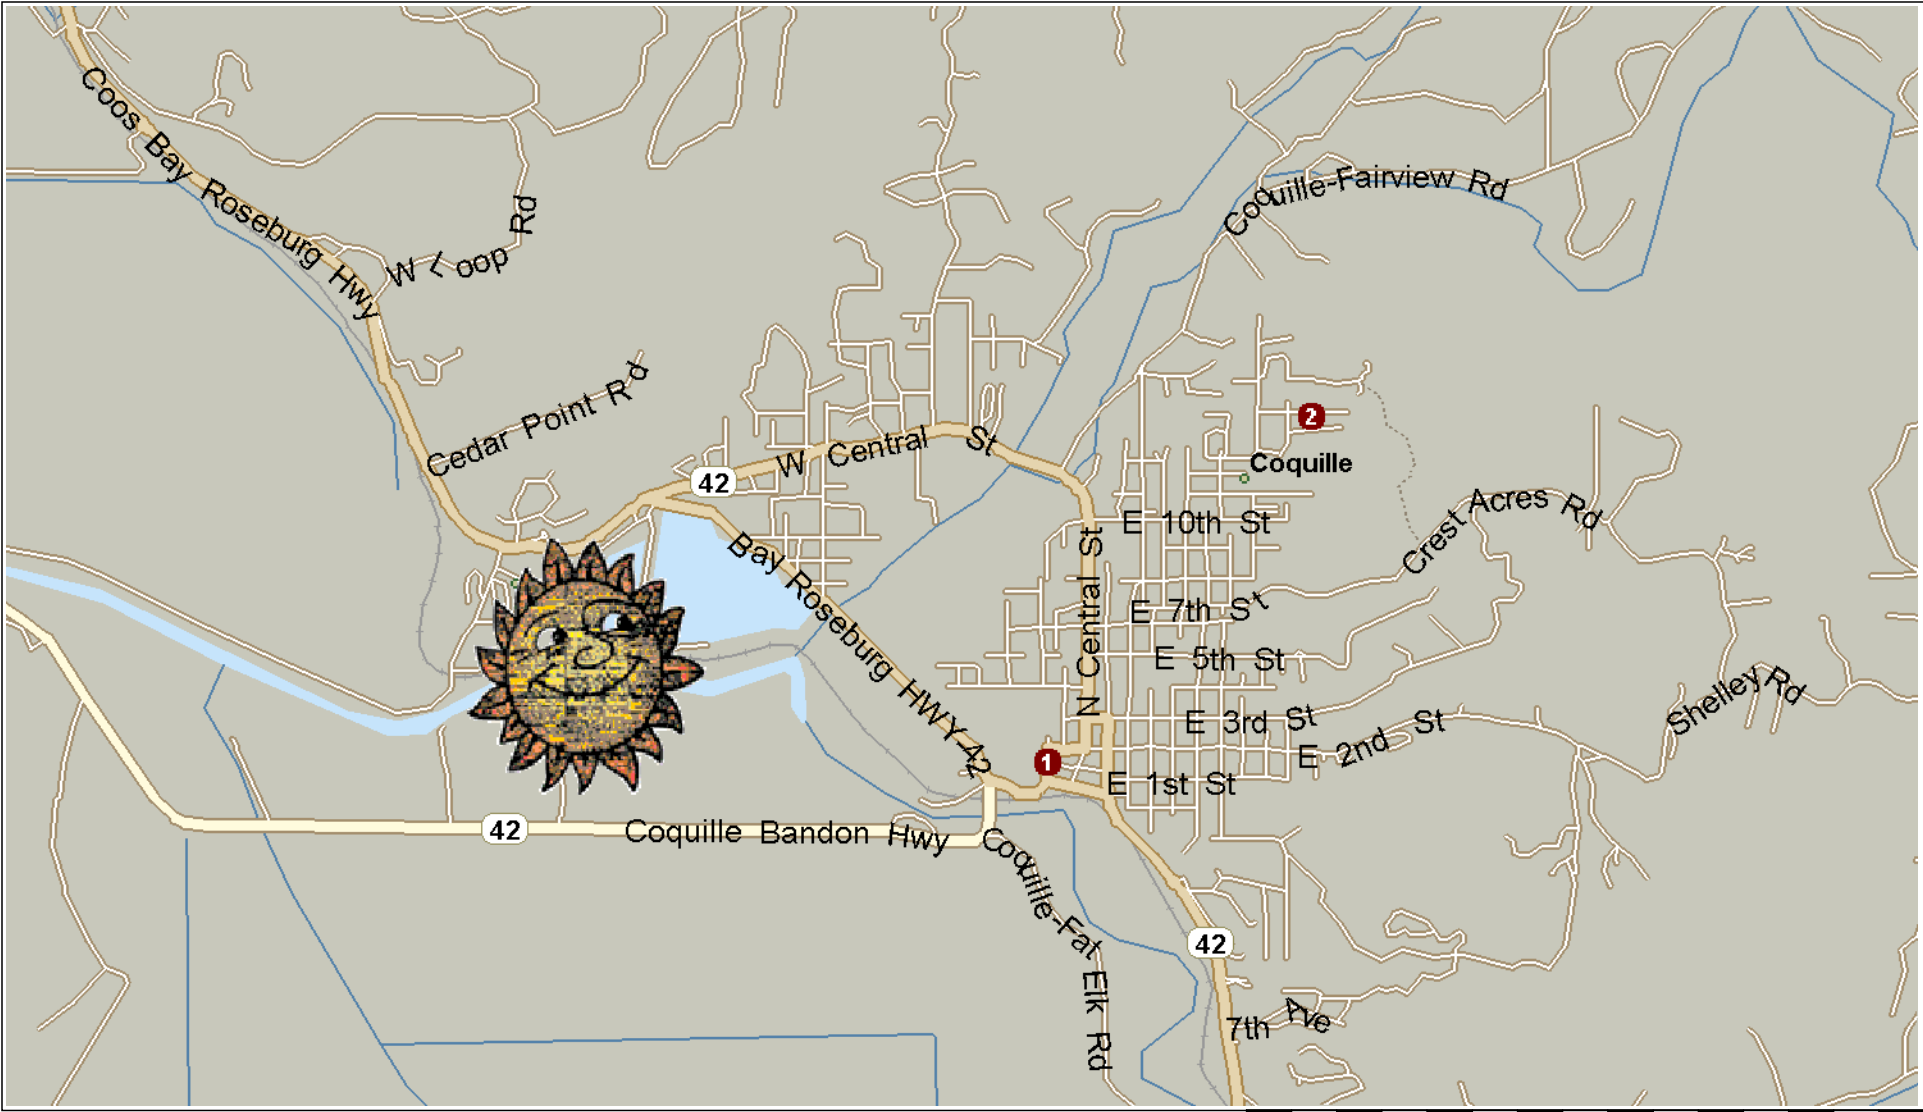 Coos Bay Roseburg Hwy
W Loop Rd
Coquille-Fairview Rd
Cedar Point Rd
2
W Central St
Coquille
42
Crest Acres Rd
E 10th St
Bay Roseburg HWY-42
N Central St
E 7th St
E 5th St
Shelley Rd
E 3rd St
E 2nd St
1
E 1st St
42
Coquille Bandon Hwy
Coquille-Fat Elk Rd
42
7th Ave